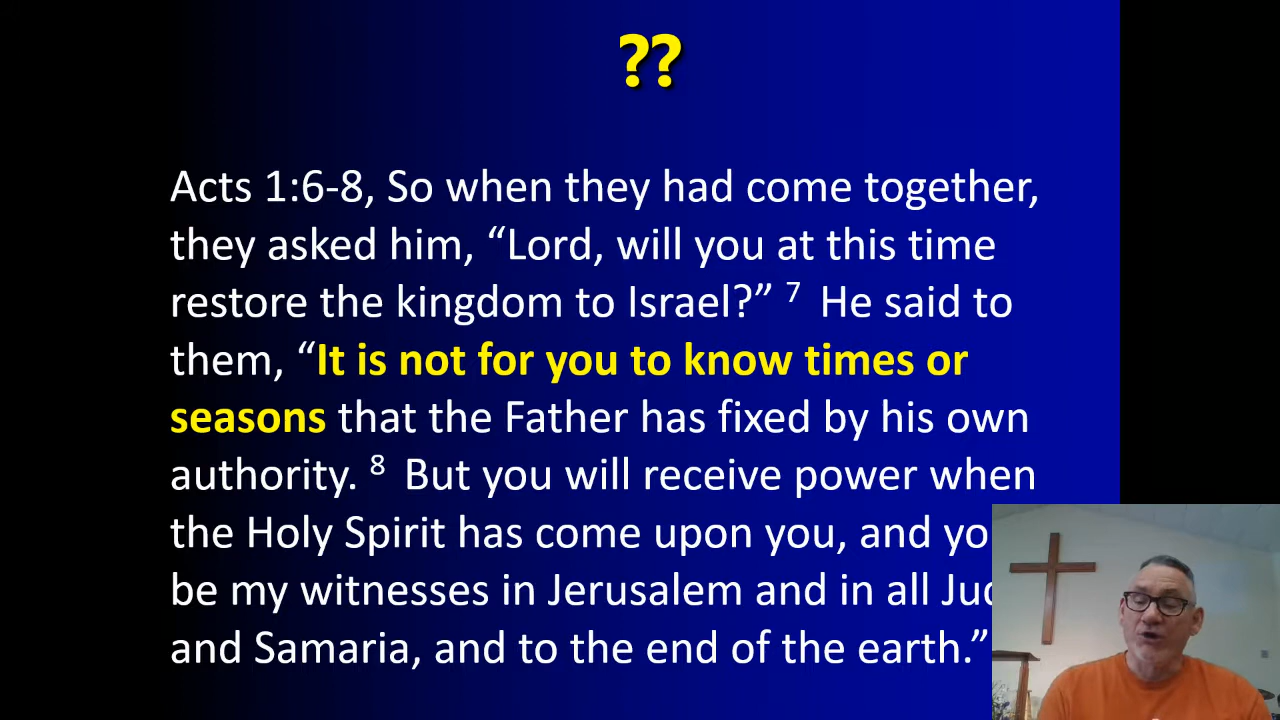 ??
Acts 1:6-8, So when they had come together,
they asked him, “Lord, will you at this time
restore the kingdom to Israel?” 7 He said to
them, “It is not for you to know times or
seasons that the Father has fixed by his own
authority. 8 But you will receive power when
the Holy Spirit has come upon you, and yo
be my witnesses in Jerusalem and in all Jud
and Samaria, and to the end of the earth.”